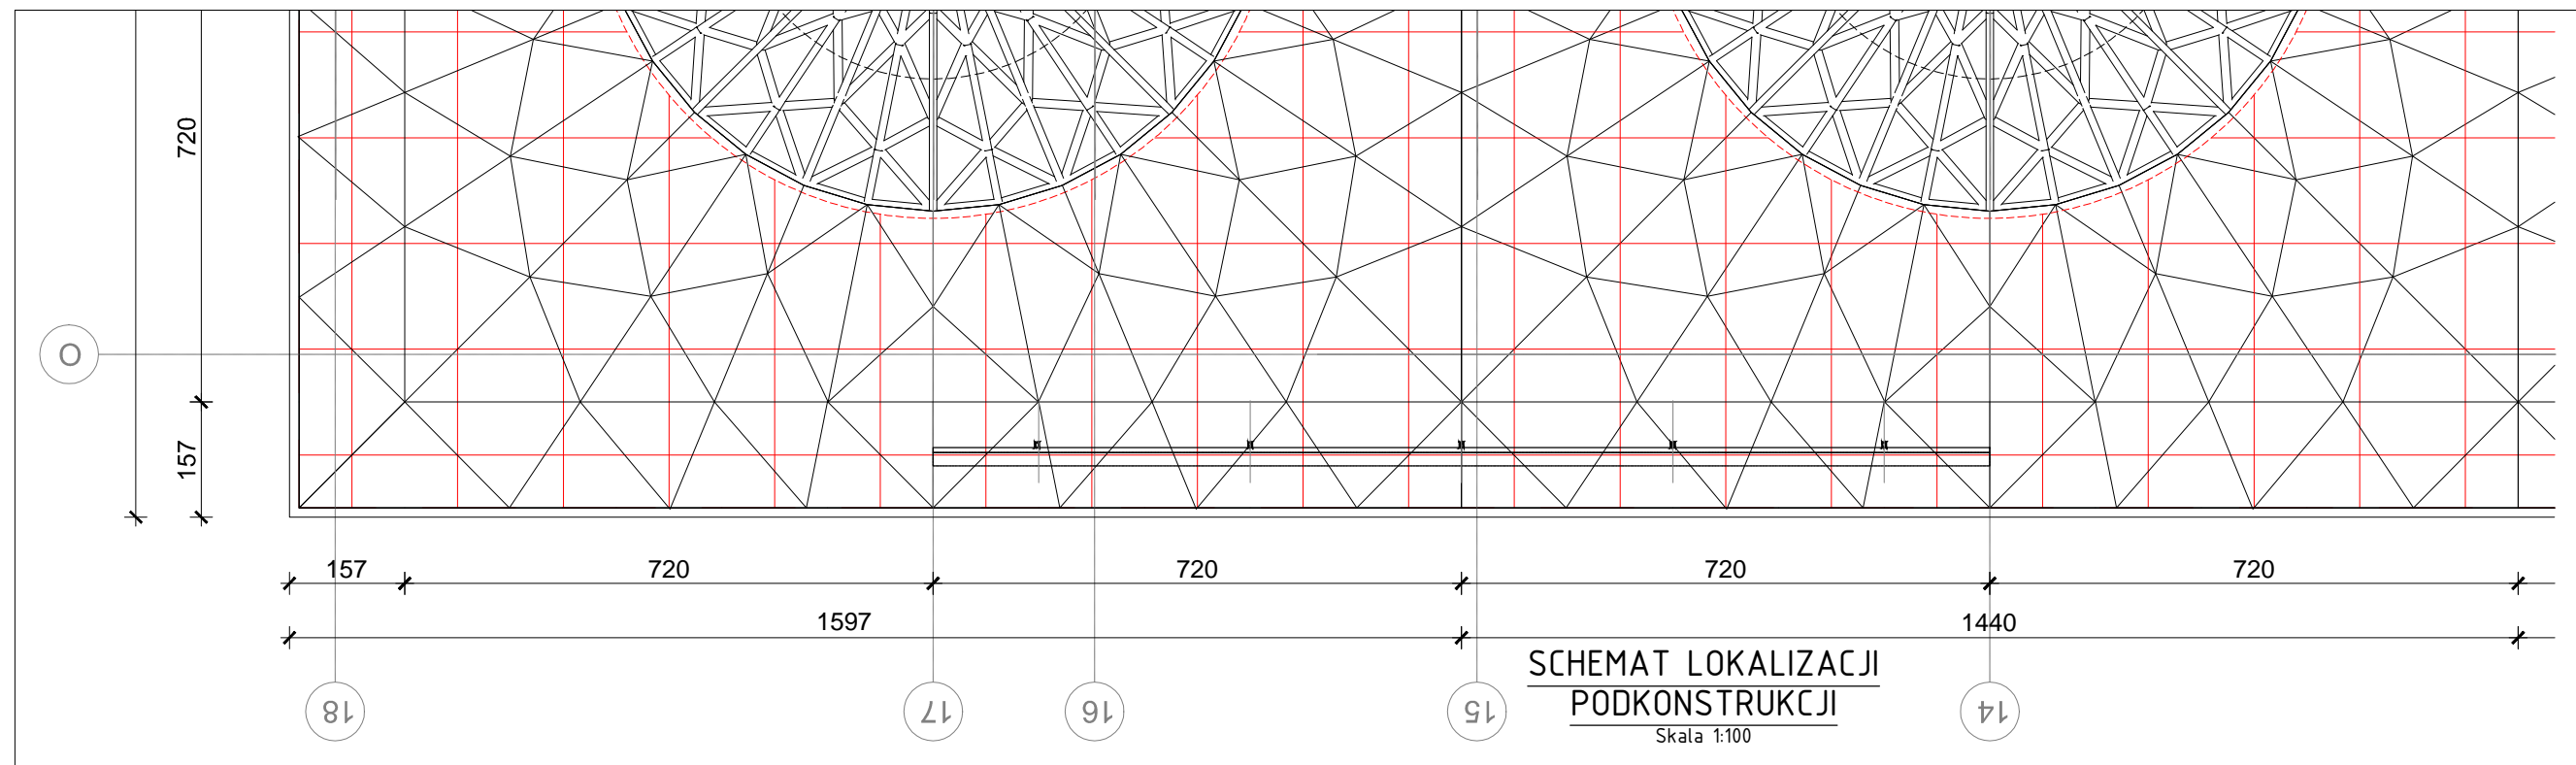 720
O
157
157 720 720 720 720
1597 1440
SCHEMAT LOKALIZACJI
PODKONSTRUKCJI
Skala 1:100
18 17 16 15 14